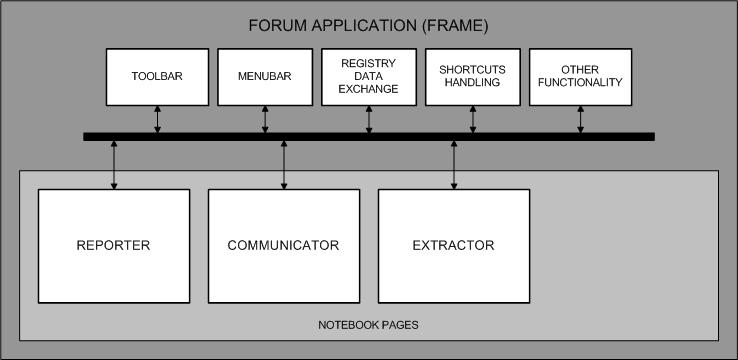 FORUM APPLICATION (FRAME)
TOOLBAR
MENUBAR
REGISTRY
DATA
EXCHANGE
SHORTCUTS
HANDLING
OTHER
FUNCTIONALITY
REPORTER
COMMUNICATOR
EXTRACTOR
NOTEBOOK PAGES